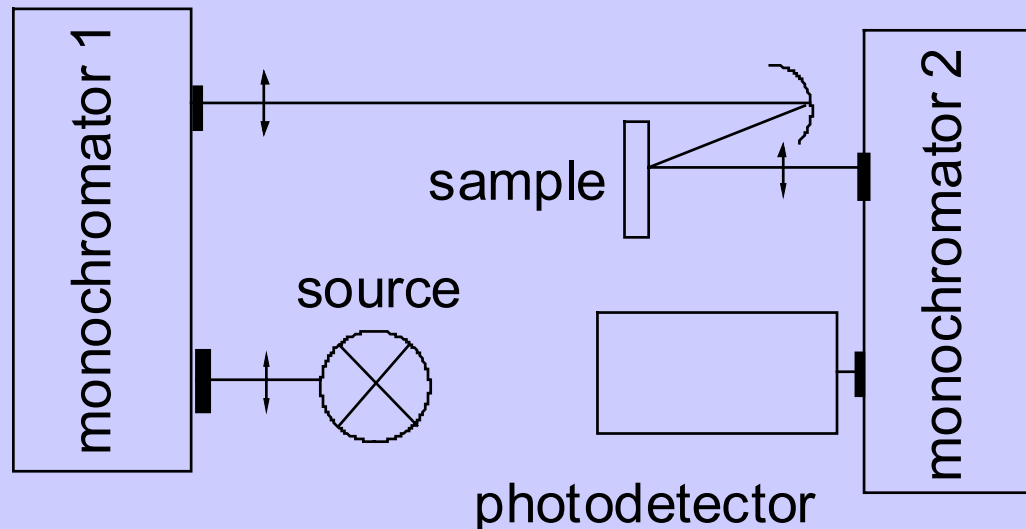 monochromator 1
monochromator 2
sample
source
photodetector